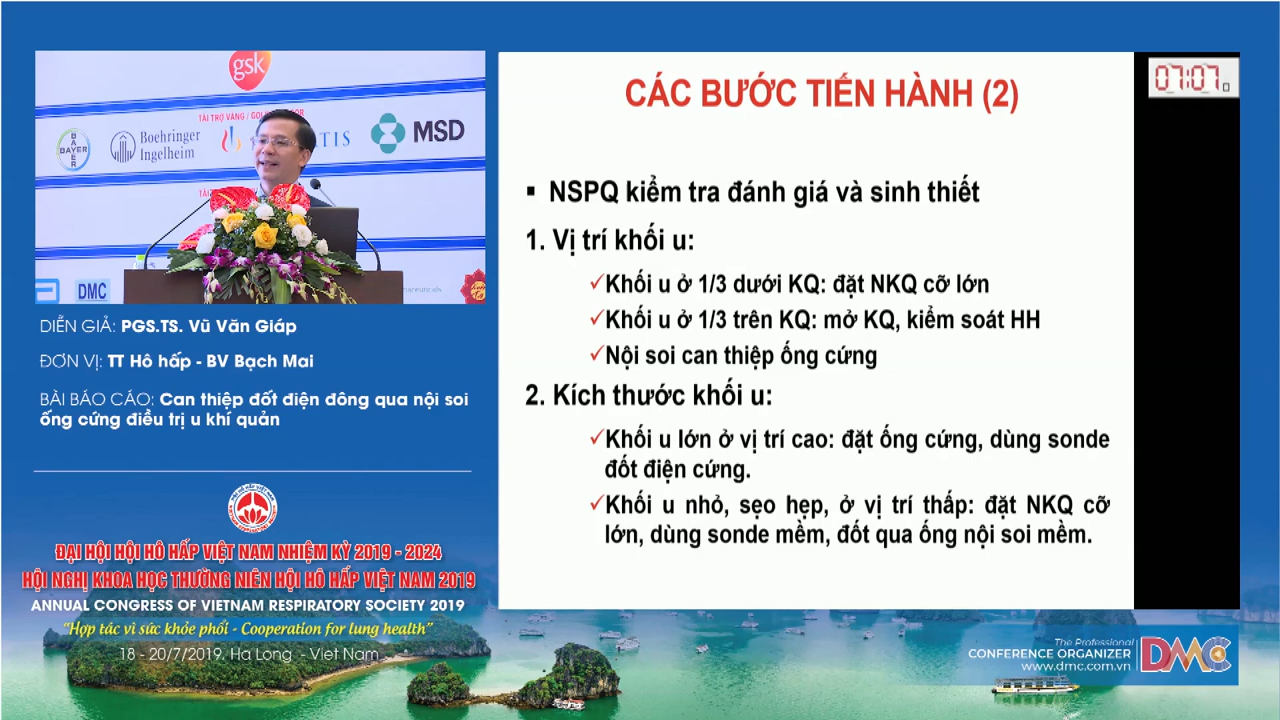 gsk
TÀI TRỢ VÀNG / GOLD
BAYER
BAYER
Boehringer
Ingelheim
TIS
MSD
DMC
DIỄN GIẢ: PGS.TS. Vũ Văn Giáp
ĐƠN VỊ: TT Hô hấp - BV Bạch Mai
BÀI BÁO CÁO: Can thiệp đốt điện đông qua nội soi
ống cứng điều trị u khí quản
ĐẠI HỘI HỘI HÔ HẤP VIỆT NAM NHIỆM KỲ 2019 - 2024
HỘI NGHỊ KHOA HỌC THƯỜNG NIÊN HỘI HÔ HẤP VIỆT NAM 2019
ANNUAL CONGRESS OF VIETNAM RESPIRATORY SOCIETY 2019
“Hợp tác vì sức khỏe phổi - Cooperation for lung health”
18 - 20/7/2019. Ha Long - Viet Nam
CÁC BƯỚC TIẾN HÀNH (2)
▪ NSPQ kiểm tra đánh giá và sinh thiết
1. Vị trí khối u:
✓Khối u ở 1/3 dưới KQ: đặt NKQ cỡ lớn
✓Khối u ở 1/3 trên KQ: mở KQ, kiểm soát HH
✓Nội soi can thiệp ống cứng
2. Kích thước khối u:
✓Khối u lớn ở vị trí cao: đặt ống cứng, dùng sonde
đốt điện cứng.
✓Khối u nhỏ, sẹo hẹp, ở vị trí thấp: đặt NKQ cỡ
lớn, dùng sonde mềm, đốt qua ống nội soi mềm.
07:07
The Professional
CONFERENCE ORGANIZER
www.dmc.com.vn
DMC